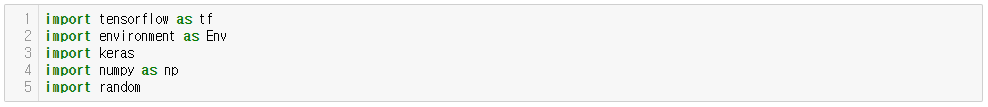 1 import tensorflow as tf
2 import environment as Env
3 import keras
4 import numpy as np
5 import random